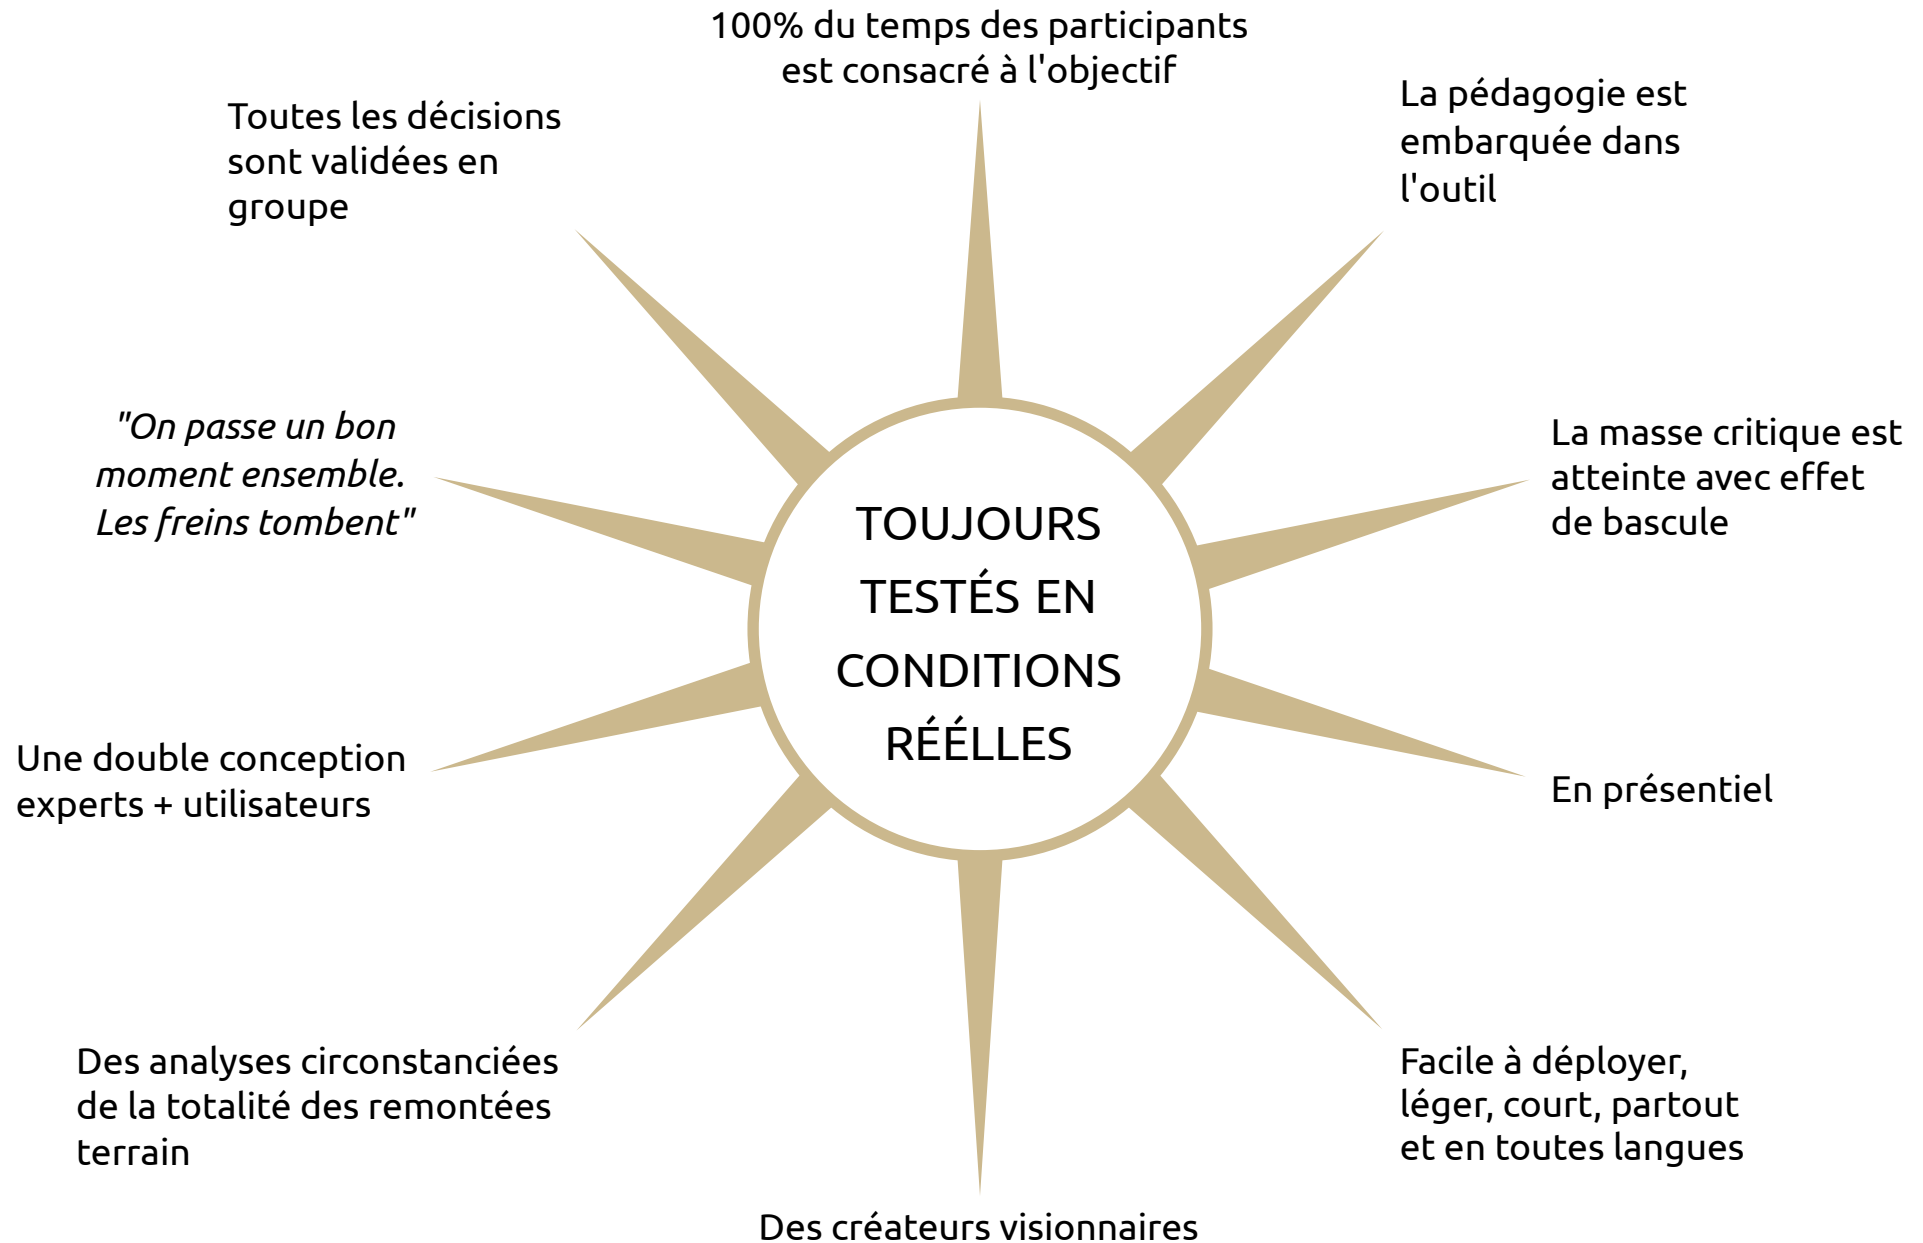 100% du temps des participants
est consacré à l'objectif
La pédagogie est
embarquée dans
l'outil
La masse critique est
atteinte avec effet
de bascule
En présentiel
Facile à déployer,
léger, court, partout
et en toutes langues
Des créateurs visionnaires
Des analyses circonstanciées
de la totalité des remontées
terrain
Une double conception
experts + utilisateurs
"On passe un bon
moment ensemble.
Les freins tombent"
Toutes les décisions
sont validées en
groupe
TOUJOURS
TESTÉS EN
CONDITIONS
RÉÉLLES